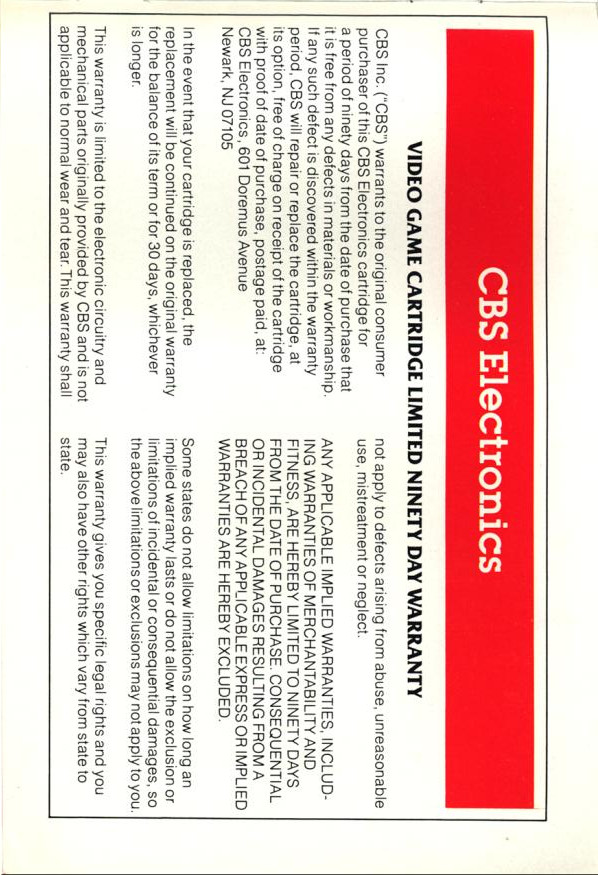 CBS Electronics
VIDEO GAME CARTRIDGE LIMITED NINETY DAY WARRANTY
CBS Inc. ("CBS") warrants to the original consumer
purchaser of this CBS Electronics cartridge for
a period of ninety days from the date of purchase that
it is free from any defects in materials or workmanship.
If any such defect is discovered within the warranty
period, CBS will repair or replace the cartridge, at
its option, free of charge on receipt of the cartridge
with proof of date of purchase, postage paid, at:
CBS Electronics, 601 Doremus Avenue
Newark, NJ 07105
In the event that your cartridge is replaced, the
replacement will be continued on the original warranty
for the balance of its term or for 30 days, whichever
is longer.
This warranty is limited to the electronic circuitry and
mechanical parts originally provided by CBS and is not
applicable to normal wear and tear. This warranty shall
not apply to defects arising from abuse, unreasonable
use, mistreatment or neglect.
ANY APPLICABLE IMPLIED WARRANTIES, INCLUD-
ING WARRANTIES OF MERCHANTABILITY AND
FITNESS, ARE HEREBY LIMITED TO NINETY DAYS
FROM THE DATE OF PURCHASE. CONSEQUENTIAL
OR INCIDENTAL DAMAGES RESULTING FROM A
BREACH OF ANY APPLICABLE EXPRESS OR IMPLIED
WARRANTIES ARE HEREBY EXCLUDED.
Some states do not allow limitations on how long an
implied warranty lasts or do not allow the exclusion or
limitations of incidental or consequential damages, so
the above limitations or exclusions may not apply to you.
This warranty gives you specific legal rights and you
may also have other rights which vary from state to
state.